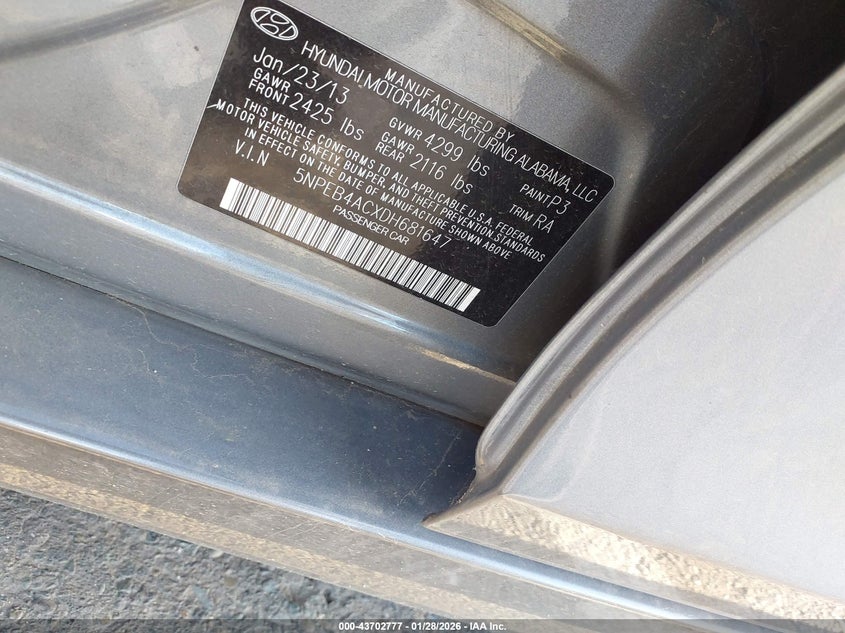 MANUFACTURED BY
HYUNDAI MOTOR MANUFACTURING ALABAMA, LLC
Jan/23/13 GVWR 4299 lbs PAINT P3
GAWR FRONT 2425 lbs GAWR REAR 2116 lbs TRIM RA
THIS VEHICLE CONFORMS TO ALL APPLICABLE U.S.A. FEDERAL
MOTOR VEHICLE SAFETY, BUMPER, AND THEFT PREVENTION STANDARDS
IN EFFECT ON THE DATE OF MANUFACTURE SHOWN ABOVE
V.I.N 5NPEB4ACXDH681647
PASSENGER CAR
000-43702777 - 01/28/2026 - IAA Inc.